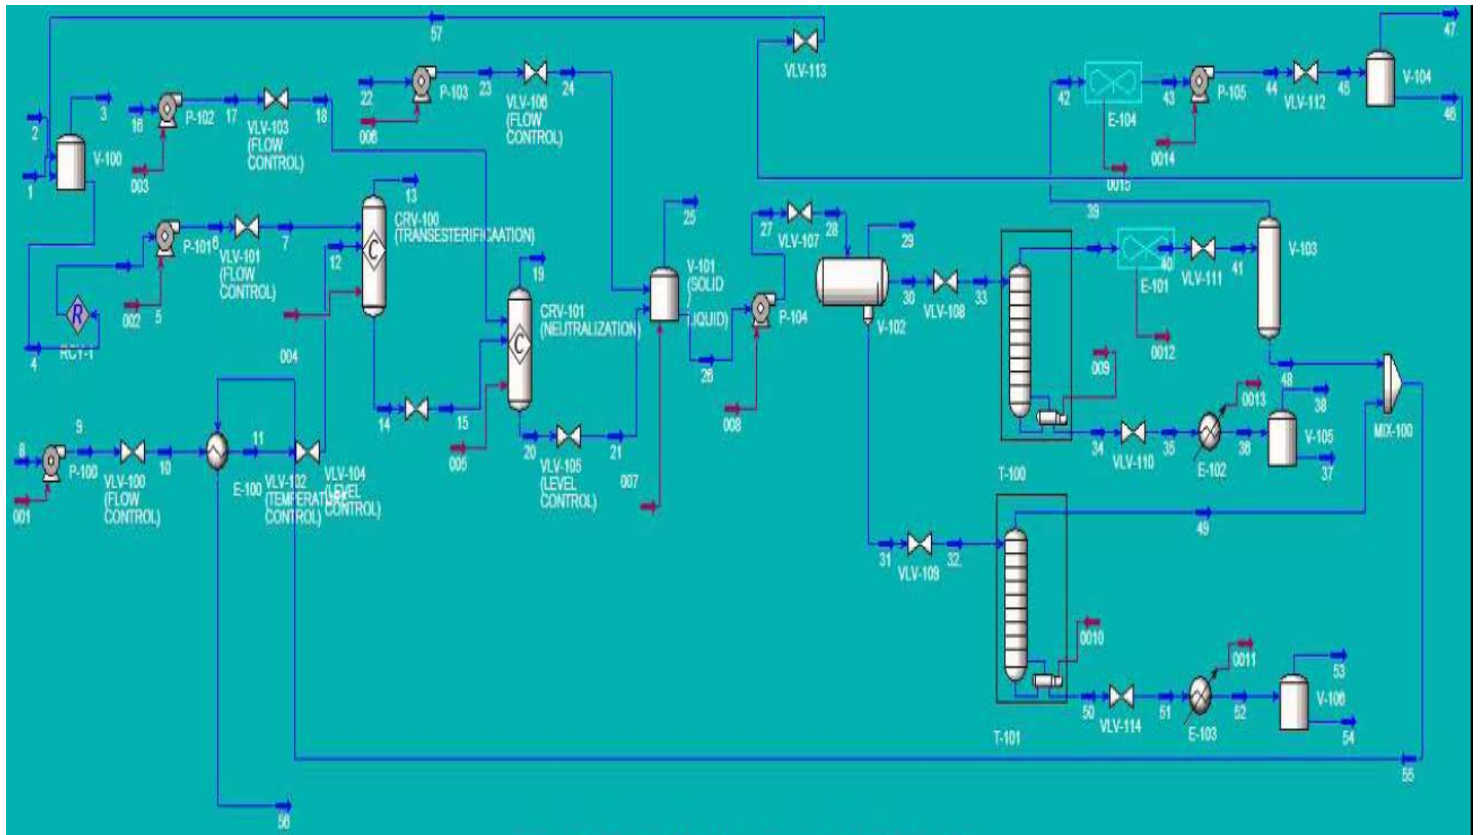 57
47
VLV-113
22
P-103
23
VLV-106
(FLOW
CONTROL)
24
006
42
E-104
43
P-105
44
VLV-112
45
V-104
46
0014
0015
2
3
16
P-102
17
VLV-103
(FLOW
CONTROL)
18
V-100
1
003
13
CRV-100
(TRANSESTERIFICAATION)
P-101
6
VLV-101
(FLOW
CONTROL)
7
12
002
5
RCY-1
4
004
19
CRV-101
(NEUTRALIZATION)
25
V-101
(SOLID
LIQUID)
27
VLV-107
28
29
P-104
V-102
30
VLV-108
33
39
E-101
40
VLV-111
41
V-103
0012
009
26
008
14
15
005
48
MIX-100
0013
38
V-105
37
34
VLV-110
35
E-102
36
T-100
8
9
P-100
VLV-100
(FLOW
CONTROL)
10
001
E-100
11
VLV-102
(TEMPERATURE
CONTROL)
VLV-104
(LEVEL
CONTROL)
20
VLV-105
(LEVEL
CONTROL)
21
007
49
31
VLV-109
32
0010
0011
53
V-106
54
50
VLV-114
51
E-103
52
T-101
55
56